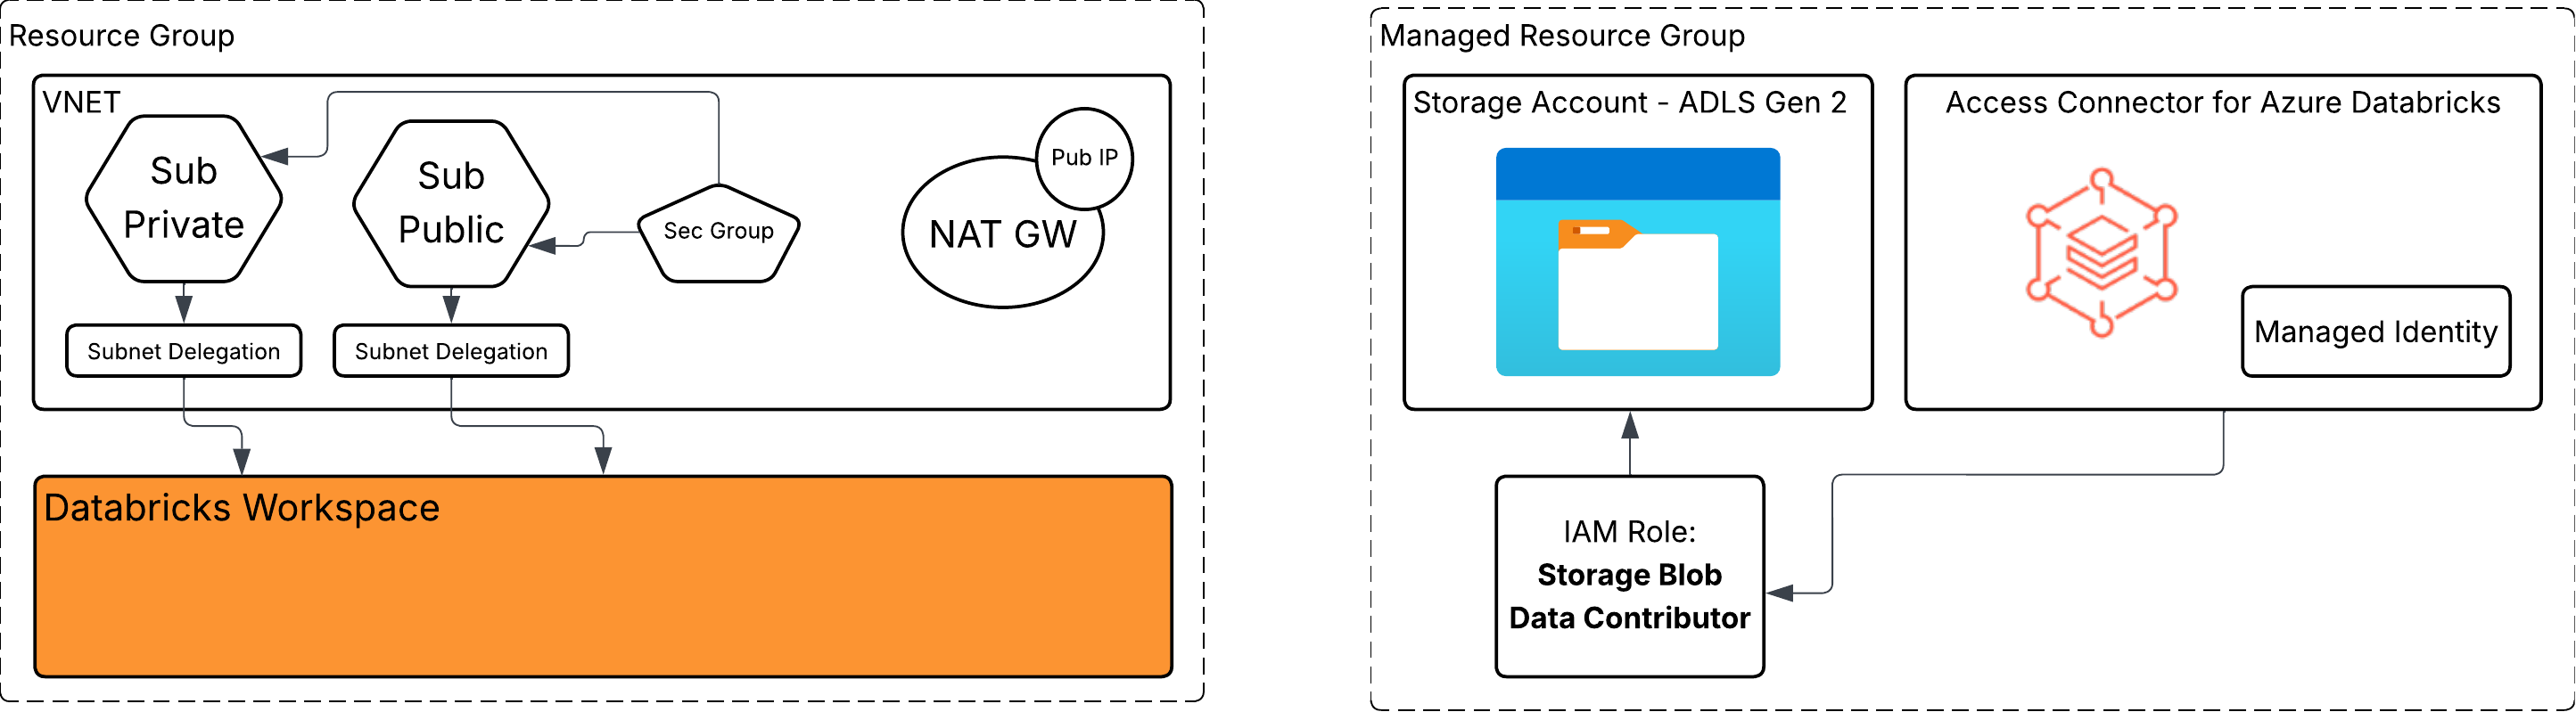 Resource Group
VNET
Sub
Private
Sub
Public
Sec Group
NAT GW
Pub IP
Subnet Delegation
Subnet Delegation
Databricks Workspace
Managed Resource Group
Storage Account - ADLS Gen 2
Access Connector for Azure Databricks
Managed Identity
IAM Role:
Storage Blob
Data Contributor